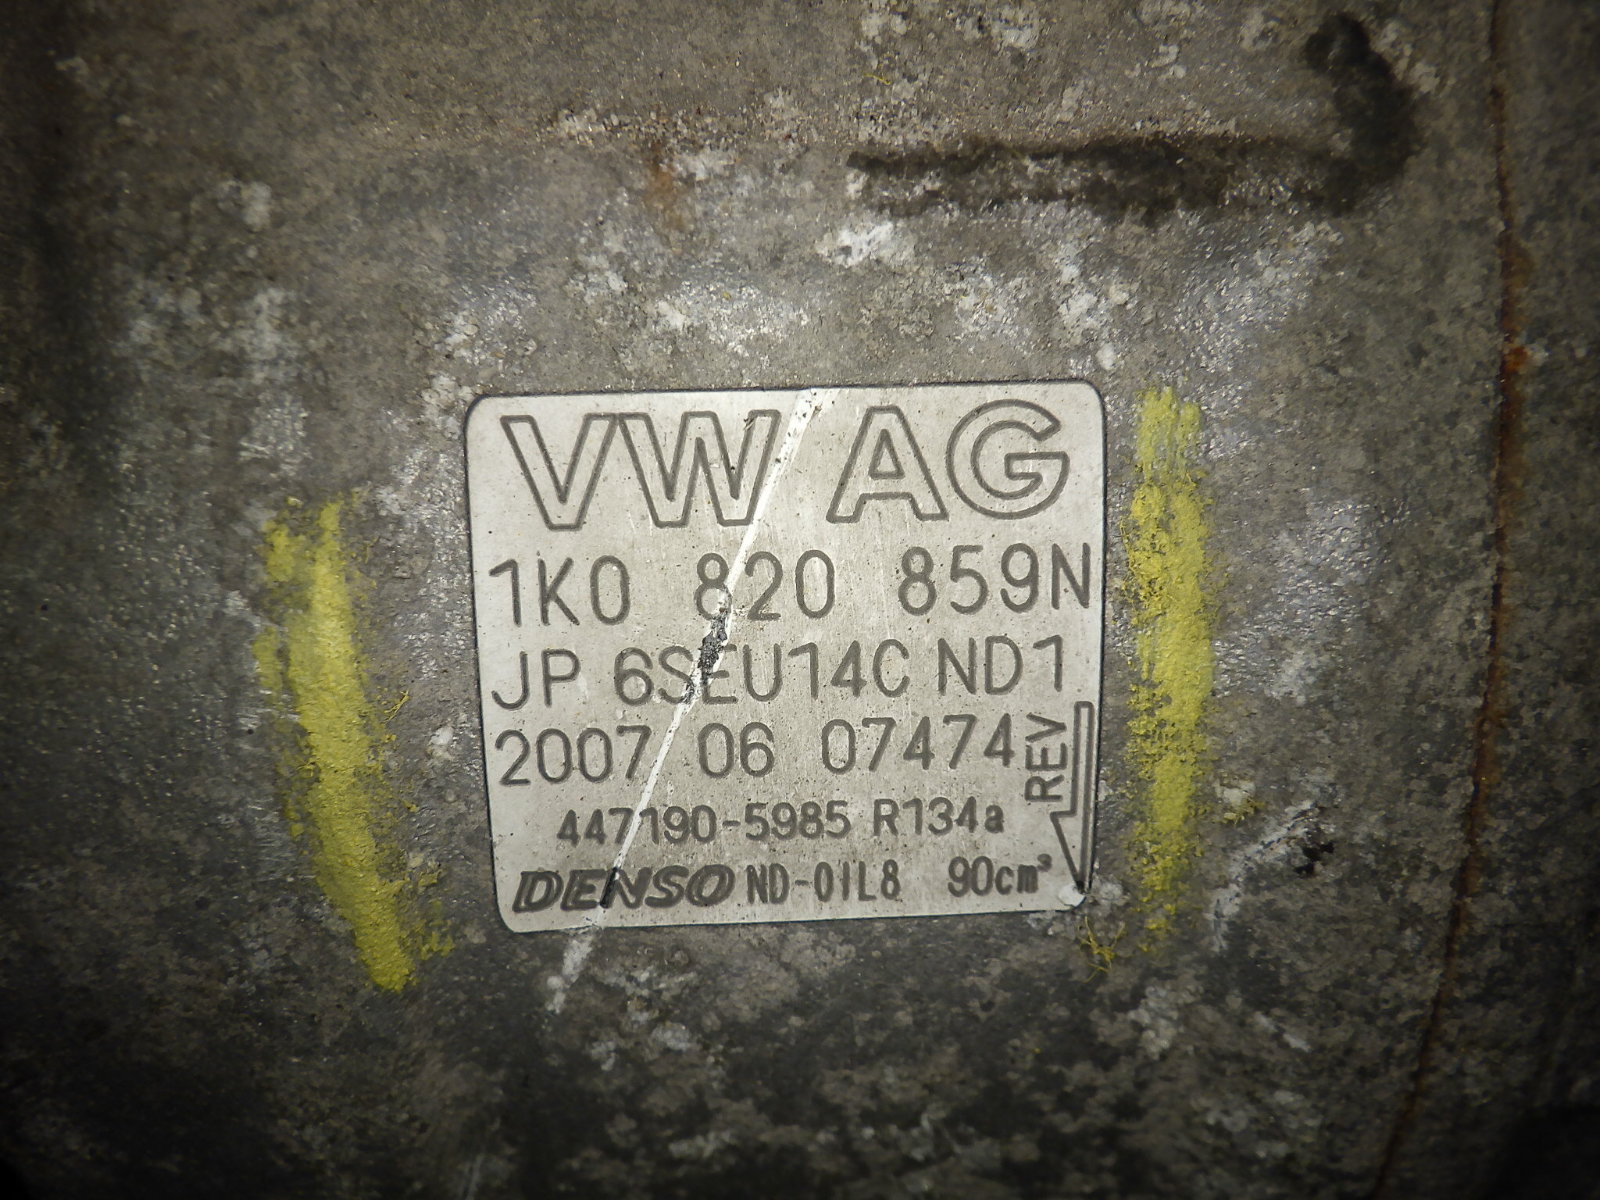 VW AG
1K0 820 859N
JP 6SEU14C ND1
2007 06 07474
REV
447190-5985 R134a
DENSO ND-OIL8 90cm³